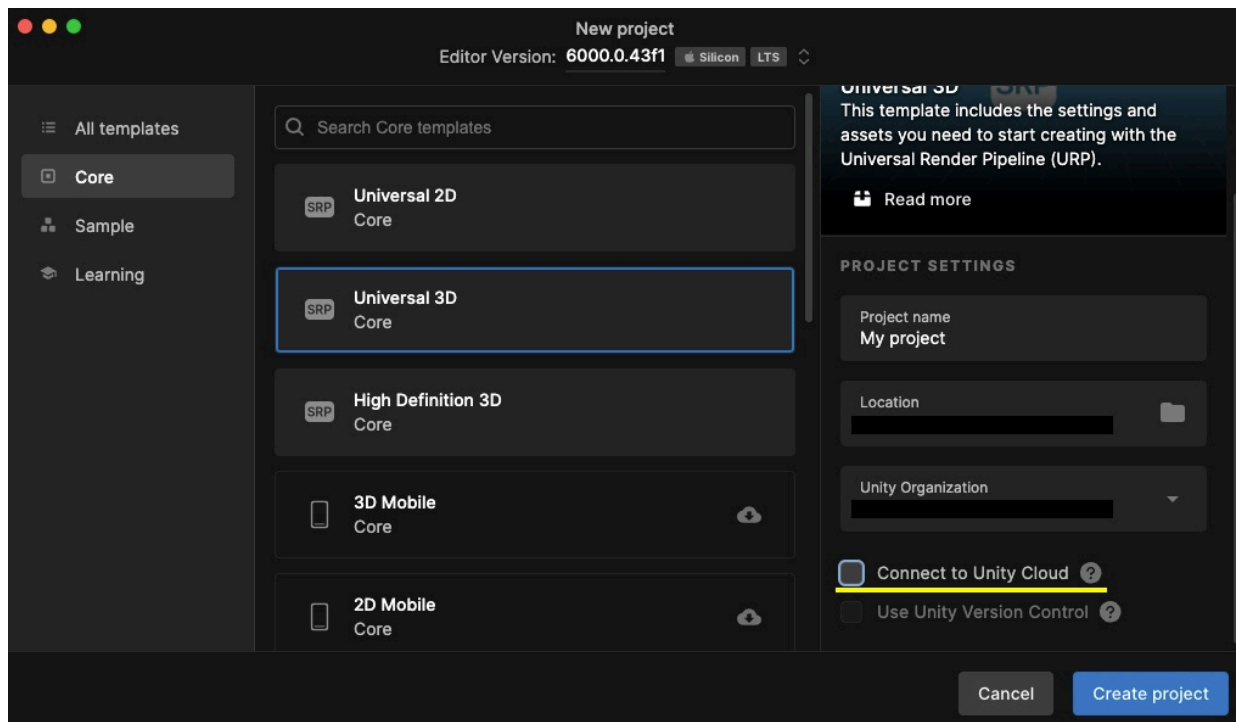 New project
Editor Version: 6000.0.43f1 Silicon LTS
All templates
Core
Sample
Learning
Search Core templates
SRP
Universal 2D
Core
SRP
Universal 3D
Core
SRP
High Definition 3D
Core
3D Mobile
Core
2D Mobile
Core
Universal 3D
SRP
This template includes the settings and
assets you need to start creating with the
Universal Render Pipeline (URP).
Read more
PROJECT SETTINGS
Project name
My project
Location
Unity Organization
Connect to Unity Cloud ?
Use Unity Version Control ?
Cancel
Create project